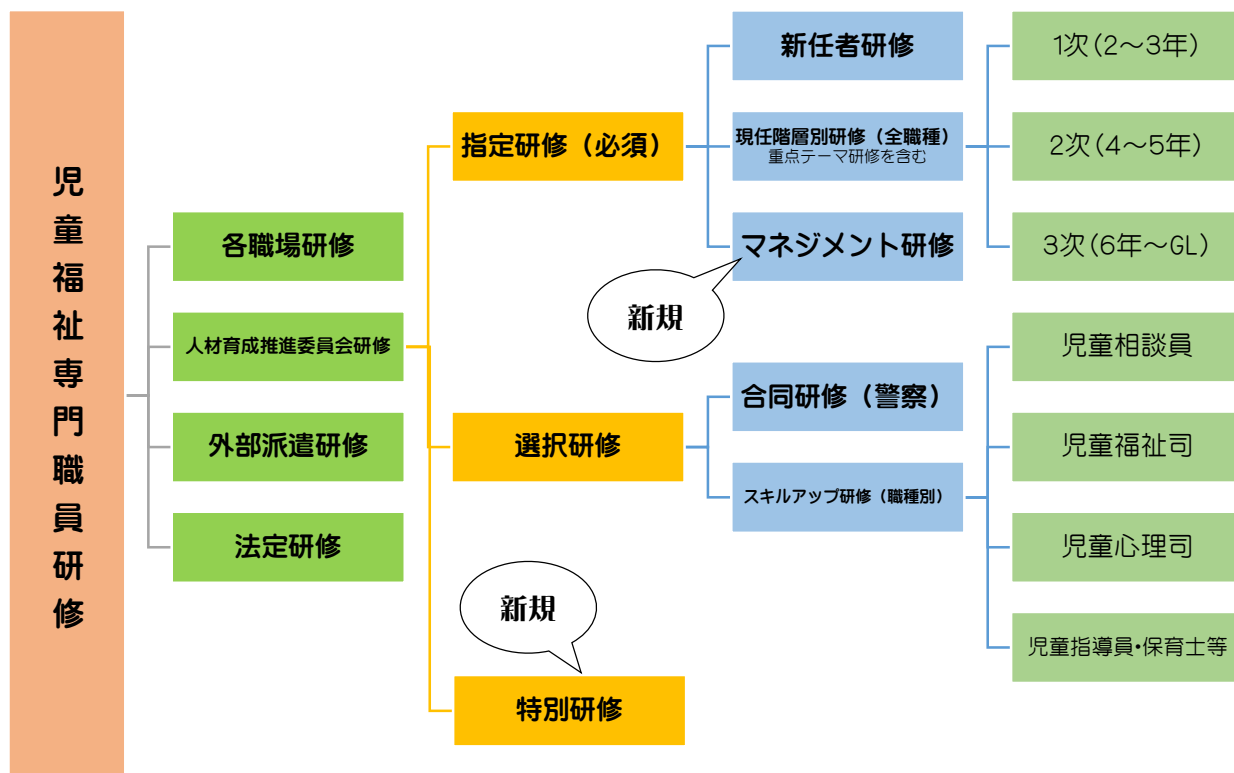 児童福祉専門職員研修
各職場研修
人材育成推進委員会研修
外部派遣研修
法定研修
指定研修（必須）
選択研修
特別研修
新規
新任者研修
現任階層別研修（全職種）
重点テーマ研修を含む
マネジメント研修
新規
合同研修（警察）
スキルアップ研修（職種別）
1次(2～3年)
2次(4～5年)
3次(6年～GL)
児童相談員
児童福祉司
児童心理司
児童指導員・保育士等